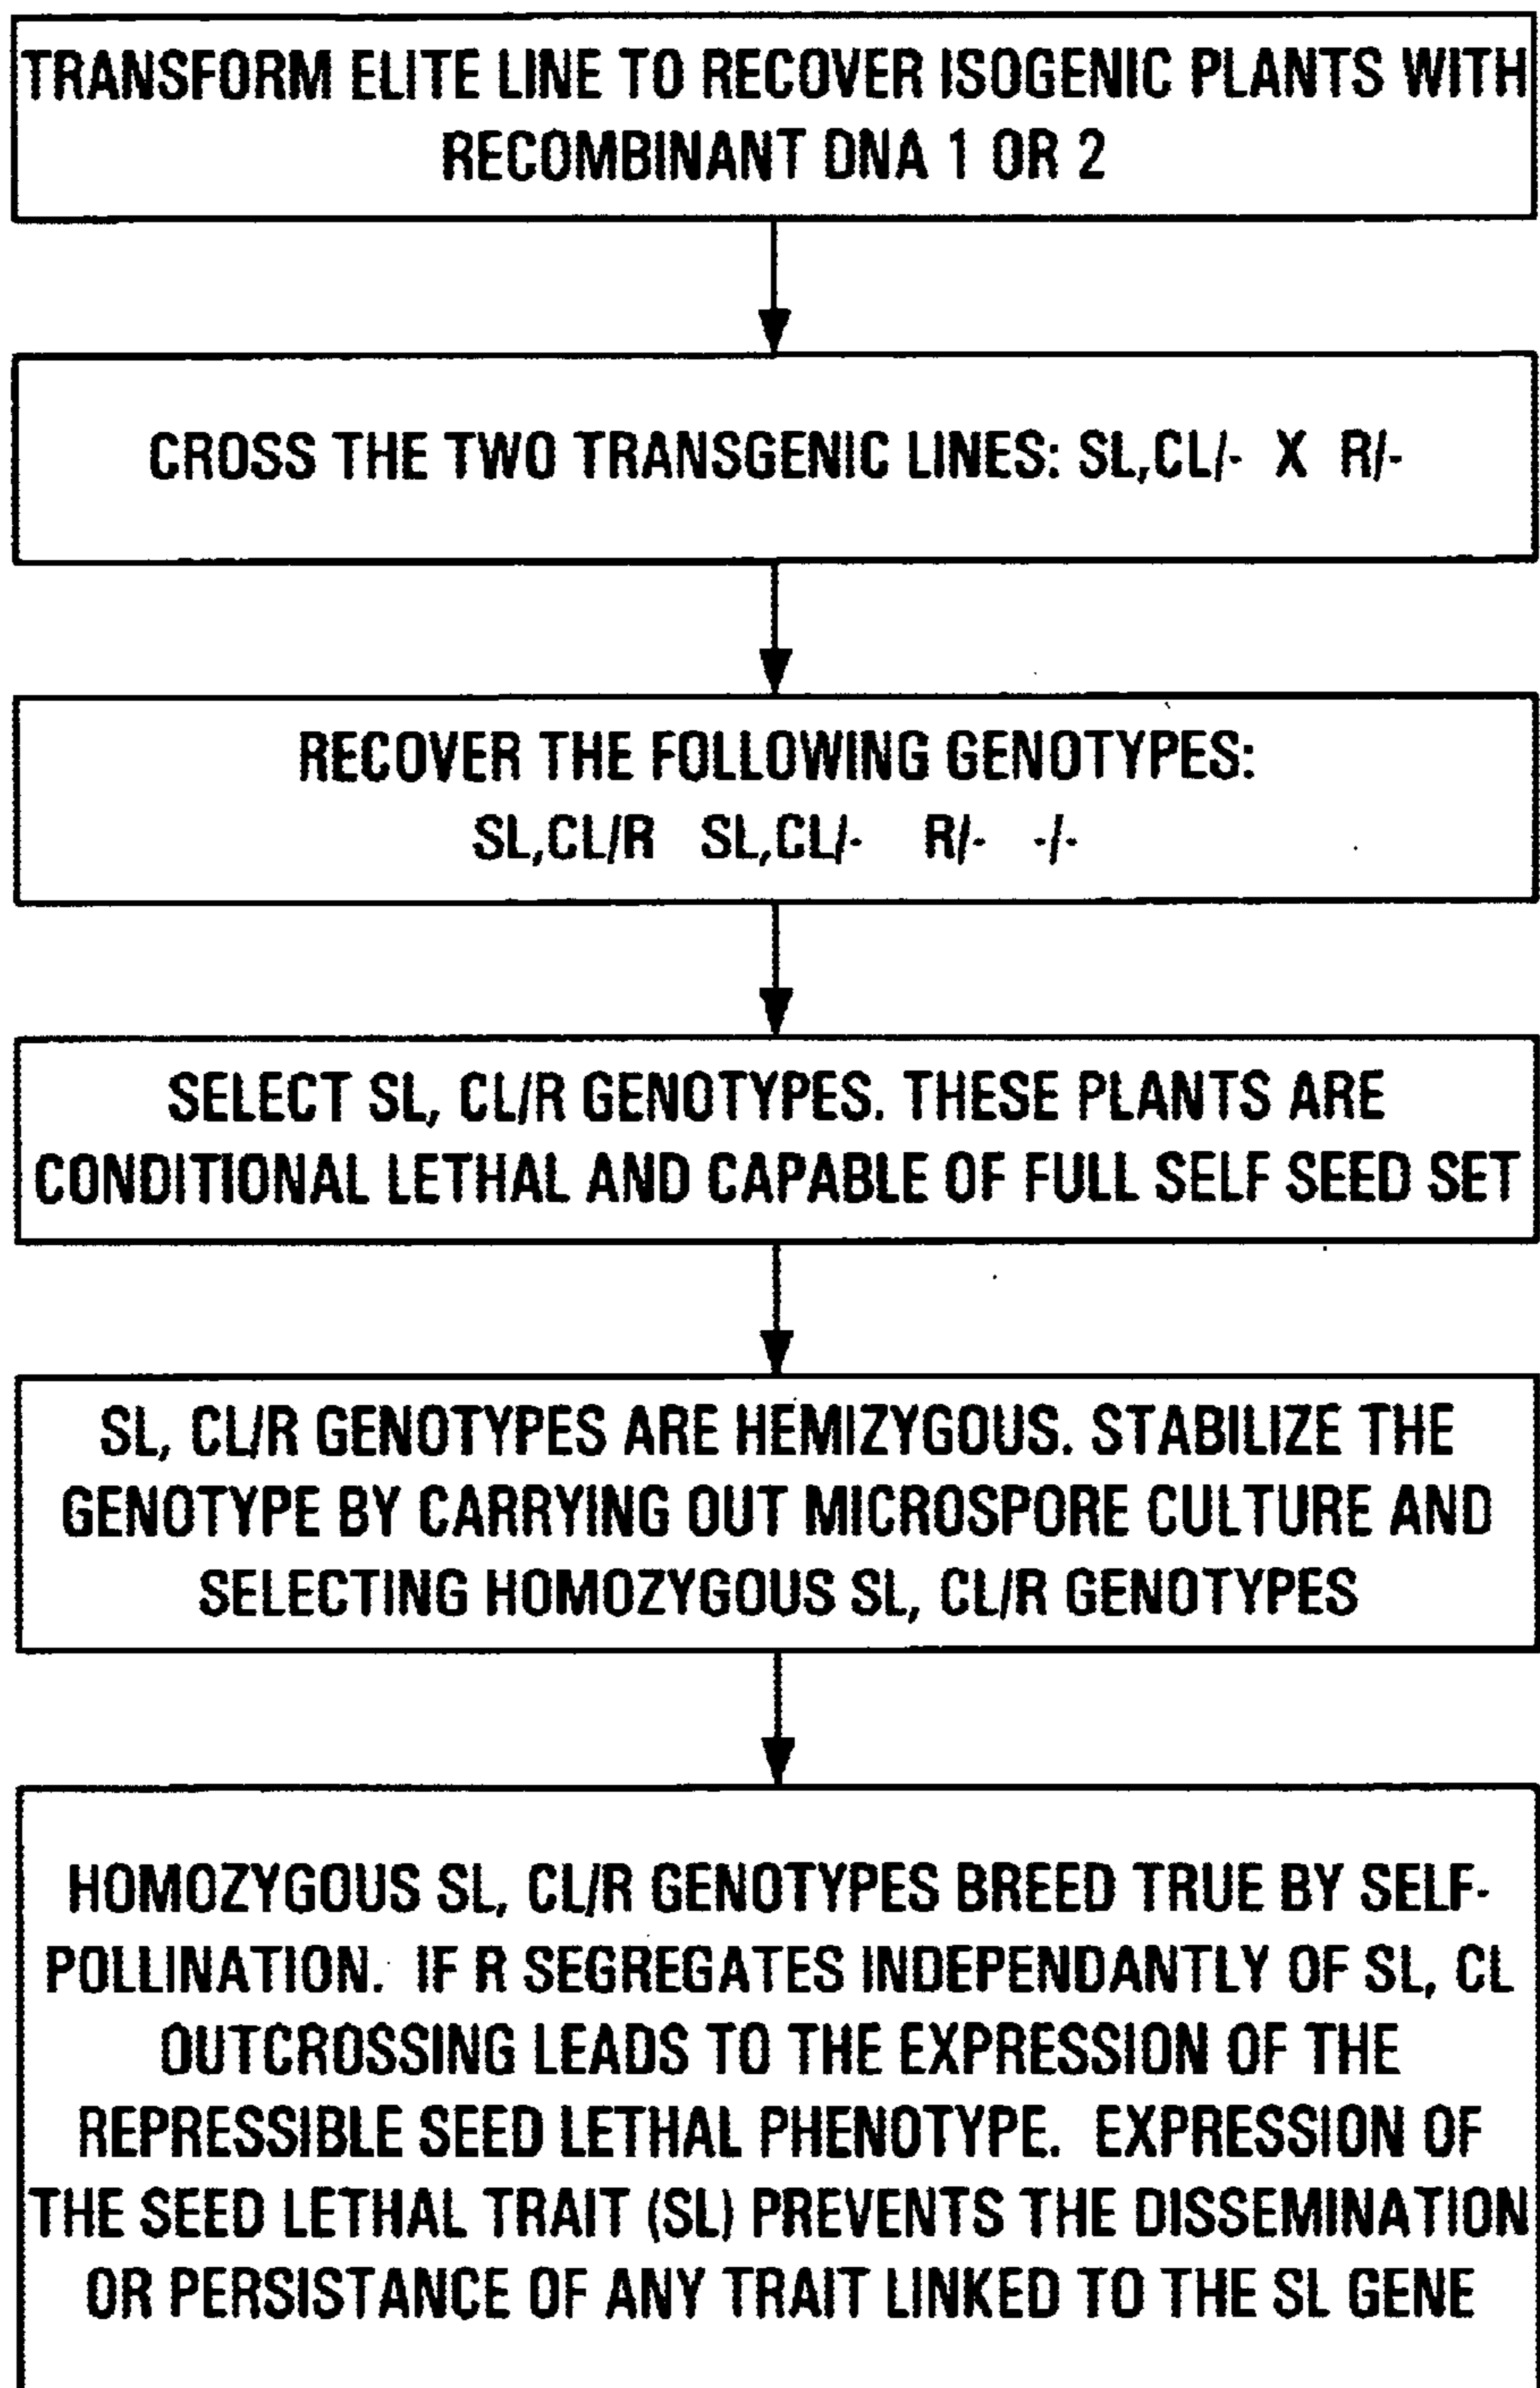 TRANSFORM ELITE LINE TO RECOVER ISOGENIC PLANTS WITH
RECOMBINANT DNA 1 OR 2
CROSS THE TWO TRANSGENIC LINES: SL,CL/- X R/-
RECOVER THE FOLLOWING GENOTYPES:
SL,CL/R SL,CL/- R/- -/-
SELECT SL, CL/R GENOTYPES. THESE PLANTS ARE
CONDITIONAL LETHAL AND CAPABLE OF FULL SELF SEED SET
SL, CL/R GENOTYPES ARE HEMIZYGOUS. STABILIZE THE
GENOTYPE BY CARRYING OUT MICROSPORE CULTURE AND
SELECTING HOMOZYGOUS SL, CL/R GENOTYPES
HOMOZYGOUS SL, CL/R GENOTYPES BREED TRUE BY SELF-
POLLINATION. IF R SEGREGATES INDEPENDANTLY OF SL, CL
OUTCROSSING LEADS TO THE EXPRESSION OF THE
REPRESSIBLE SEED LETHAL PHENOTYPE. EXPRESSION OF
THE SEED LETHAL TRAIT (SL) PREVENTS THE DISSEMINATION
OR PERSISTANCE OF ANY TRAIT LINKED TO THE SL GENE